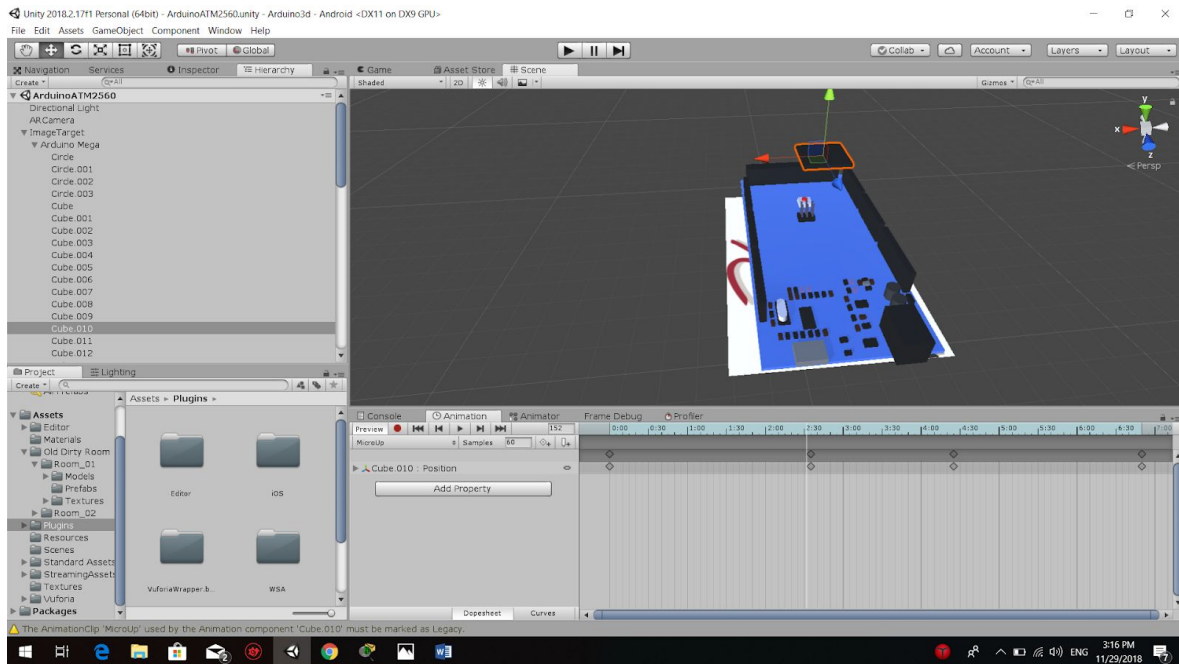 Unity 2018.2.17f1 Personal (64bit) - ArduinoATM2560.unity - Arduino3d - Android <DX11 on DX9 GPU>
File Edit Assets GameObject Component Window Help
Pivot Global Collab Account Layers Layout
Navigation Services Inspector Hierarchy
Create All
ArduinoATM2560
Directional Light
ARCamera
ImageTarget
Arduino Mega
Circle
Circle.001
Circle.002
Circle.003
Cube
Cube.001
Cube.002
Cube.003
Cube.004
Cube.005
Cube.006
Cube.007
Cube.008
Cube.009
Cube.010
Cube.011
Cube.012
Game Asset Store Scene
Shaded 2D Gizmos All
y
x
z
Persp
Project Lighting
Create
Assets
Editor
Materials
Old Dirty Room
Room_01
Models
Prefabs
Textures
Room_02
Plugins
Resources
Scenes
Standard Assets
StreamingAssets
Textures
Vuforia
Packages
Assets Plugins
Editor iOS
VuforiaWrapper.b... WSA
Console Animation Animator Frame Debug Profiler
Preview 152
0:00 0:30 1:00 1:30 2:00 2:30 3:00 3:30 4:00 4:30 5:00 5:30 6:00 6:30 7:00
MicroUp Samples 60
Cube.010 : Position
Add Property
Dopesheet Curves
The AnimationClip 'MicroUp' used by the Animation component 'Cube.010' must be marked as Legacy.
ENG
3:16 PM
11/29/2018